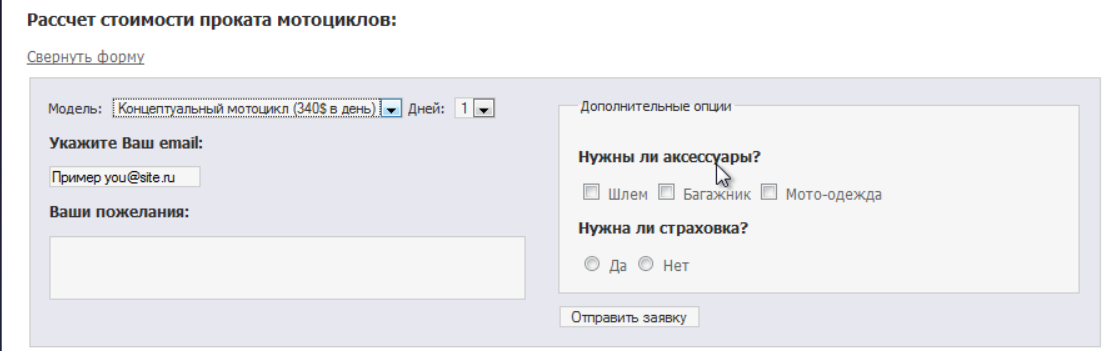 Рассчет стоимости проката мотоциклов:
Свернуть форму
Модель: Концептуальный мотоцикл (340$ в день) Дней: 1
Укажите Ваш email:
Пример you@site.ru
Ваши пожелания:
Дополнительные опции
Нужны ли аксессуары?
Шлем Багажник Мото-одежда
Нужна ли страховка?
Да Нет
Отправить заявку